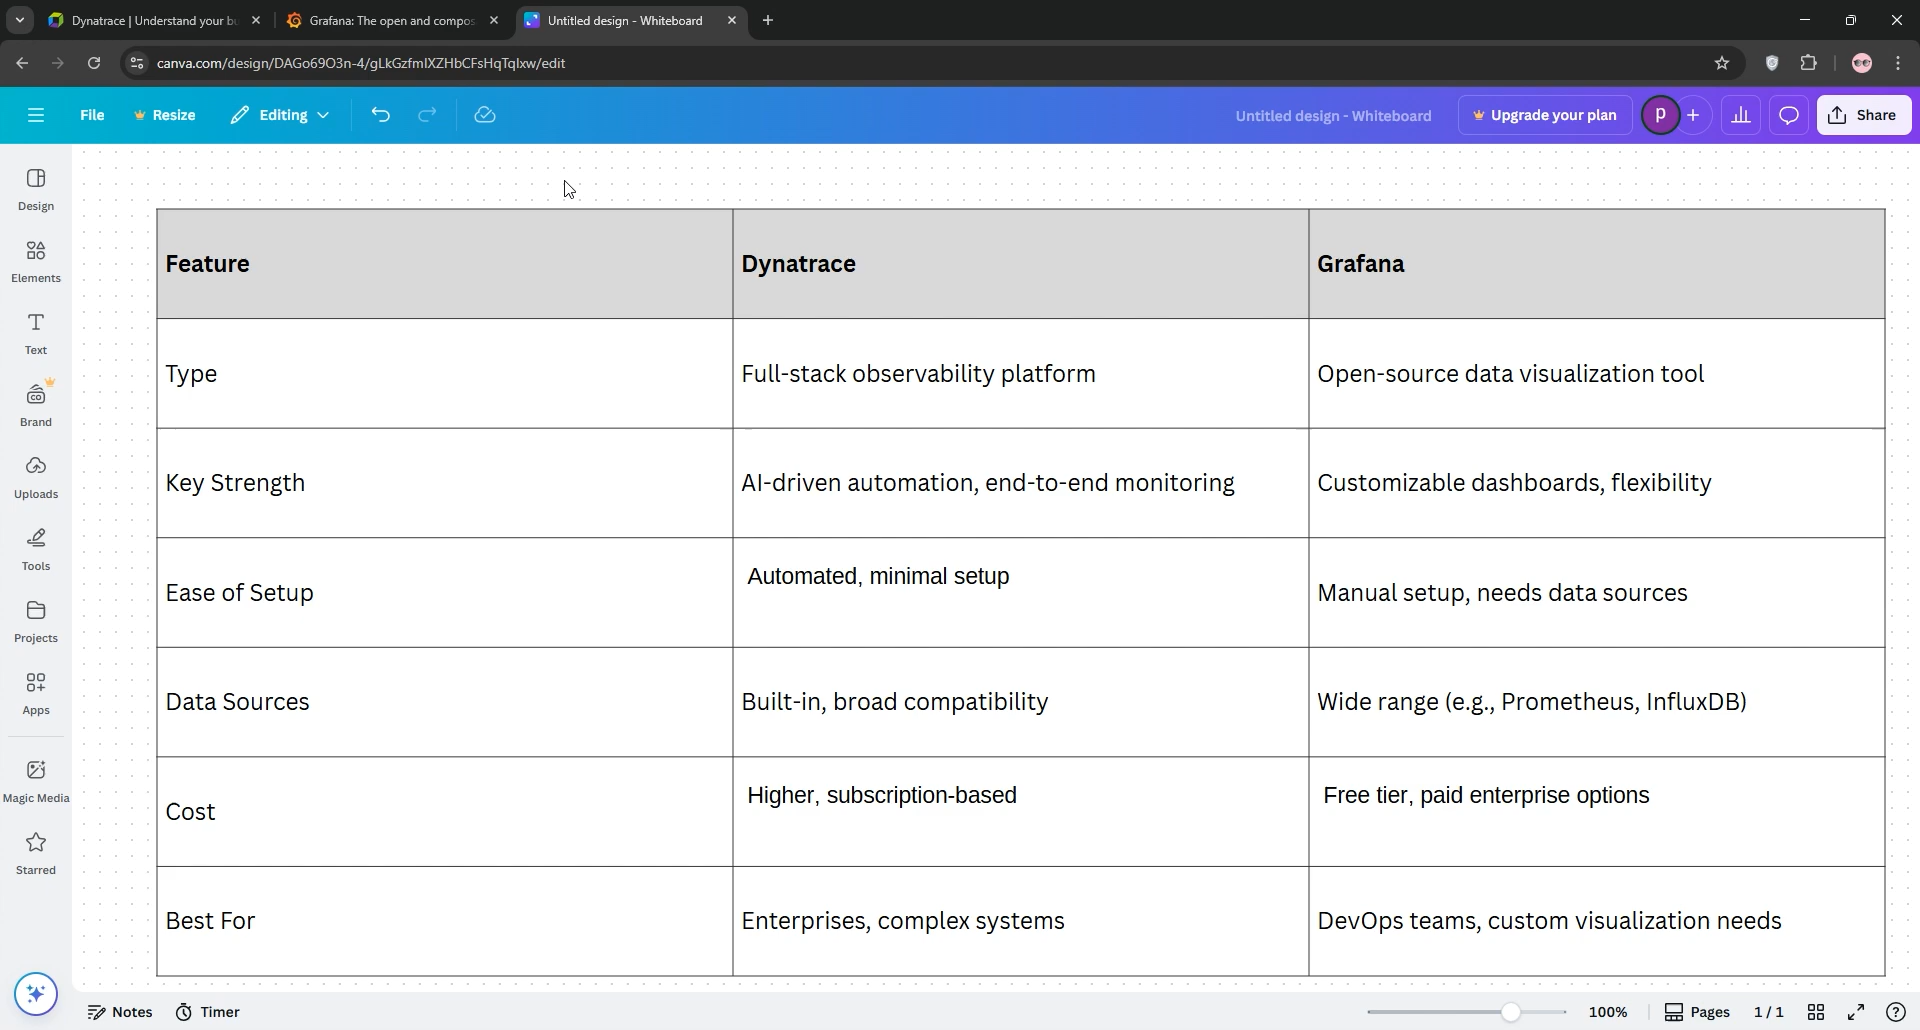 Dynatrace | Understand your bu
Grafana: The open and compos
Untitled design - Whiteboard
canva.com/design/DAGo69O3n-4/gLkGzfmIXZHbCFsHqTqlxw/edit
File
Resize
Editing
Untitled design - Whiteboard
Upgrade your plan
P
Share
Design
Elements
Text
CO
Brand
Uploads
Tools
Projects
Apps
Magic Media
Starred
Feature Dynatrace Grafana
Type Full-stack observability platform Open-source data visualization tool
Key Strength AI-driven automation, end-to-end monitoring Customizable dashboards, flexibility
Ease of Setup Automated, minimal setup Manual setup, needs data sources
Data Sources Built-in, broad compatibility Wide range (e.g., Prometheus, InfluxDB)
Cost Higher, subscription-based Free tier, paid enterprise options
Best For Enterprises, complex systems DevOps teams, custom visualization needs
Notes Timer 100% Pages 1 / 1